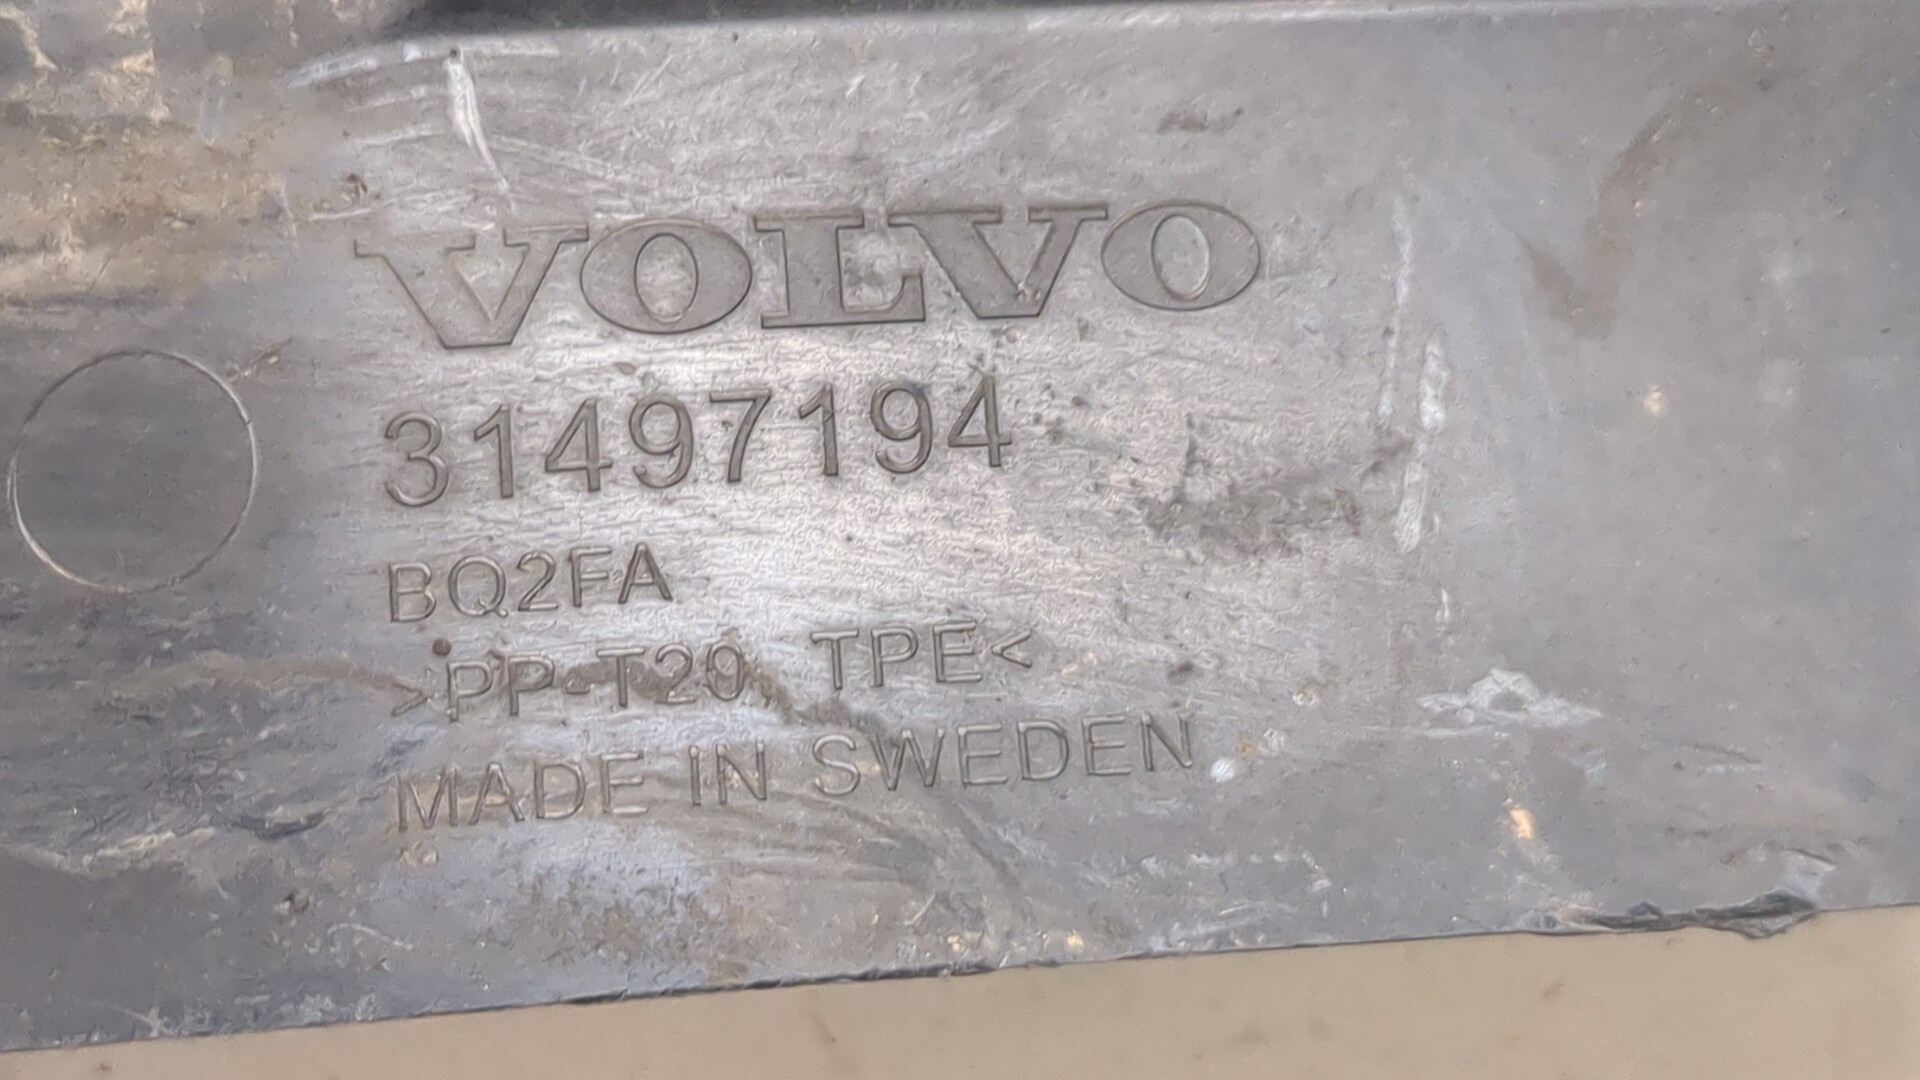 VOLVO
31497194
BQ2FA
>PP-T20 TPE<
MADE IN SWEDEN